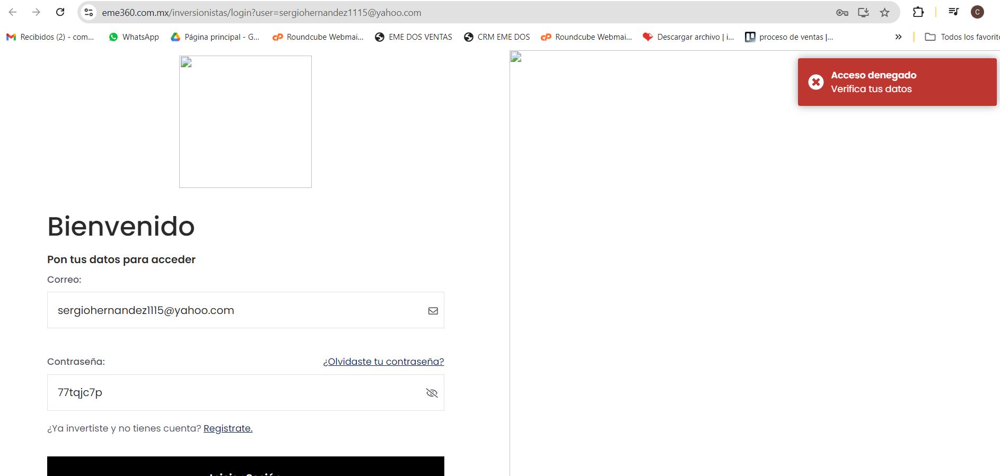 eme360.com.mx/inversionistas/login?user=sergiohernandez1115@yahoo.com
C
Recibidos (2) - com...
WhatsApp
Página principal - G...
Roundcube Webmai...
EME DOS VENTAS
CRM EME DOS
Roundcube Webmai...
Descargar archivo | i...
proceso de ventas |...
»
Todos los favorito
Acceso denegado
Verifica tus datos
Bienvenido
Pon tus datos para acceder
Correo:
sergiohernandez1115@yahoo.com
Contraseña:
¿Olvidaste tu contraseña?
77tqjc7p
¿Ya invertiste y no tienes cuenta? Registrate.